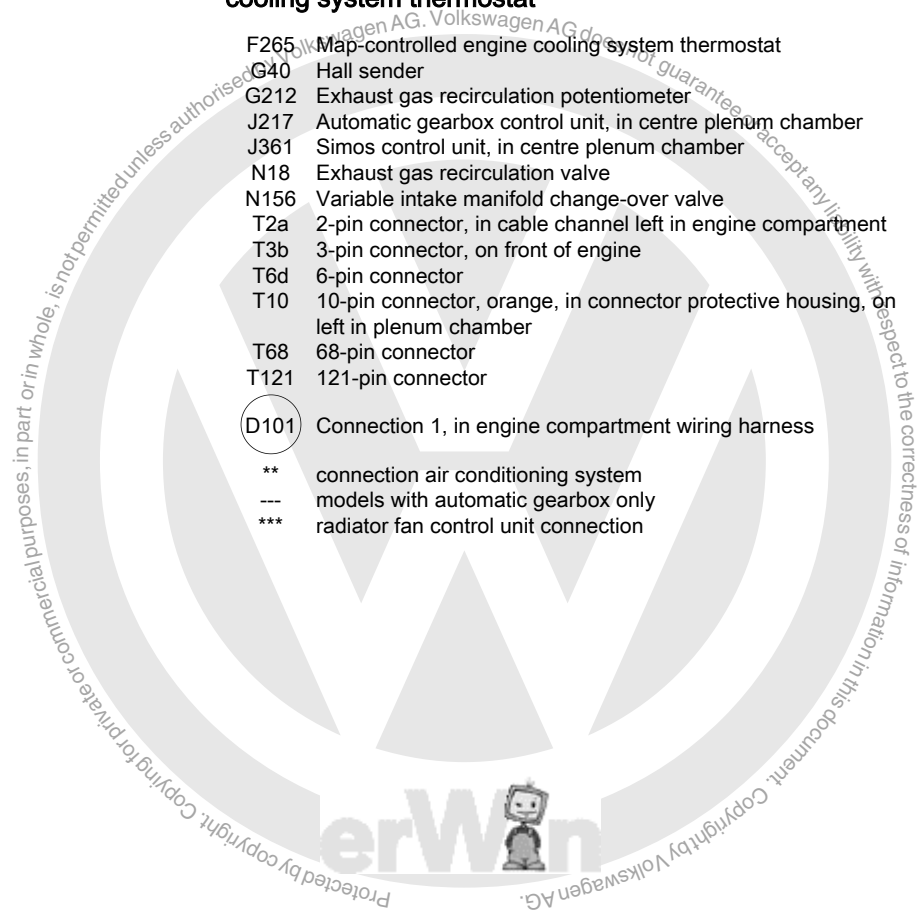 cooling system thermostat
F265 Map-controlled engine cooling system thermostat
G40 Hall sender
G212 Exhaust gas recirculation potentiometer
J217 Automatic gearbox control unit, in centre plenum chamber
J361 Simos control unit, in centre plenum chamber
N18 Exhaust gas recirculation valve
N156 Variable intake manifold change-over valve
T2a 2-pin connector, in cable channel left in engine compartment
T3b 3-pin connector, on front of engine
T6d 6-pin connector
T10 10-pin connector, orange, in connector protective housing, on
left in plenum chamber
T68 68-pin connector
T121 121-pin connector
D101 Connection 1, in engine compartment wiring harness
** connection air conditioning system
--- models with automatic gearbox only
*** radiator fan control unit connection
Protected by copyright. Copying for private or commercial purposes, in part or in whole, is not permitted unless authorised by Volkswagen AG. Volkswagen AG does not guarantee or accept any liability with respect to the correctness of information in this document. Copyright by Volkswagen AG.
erWin